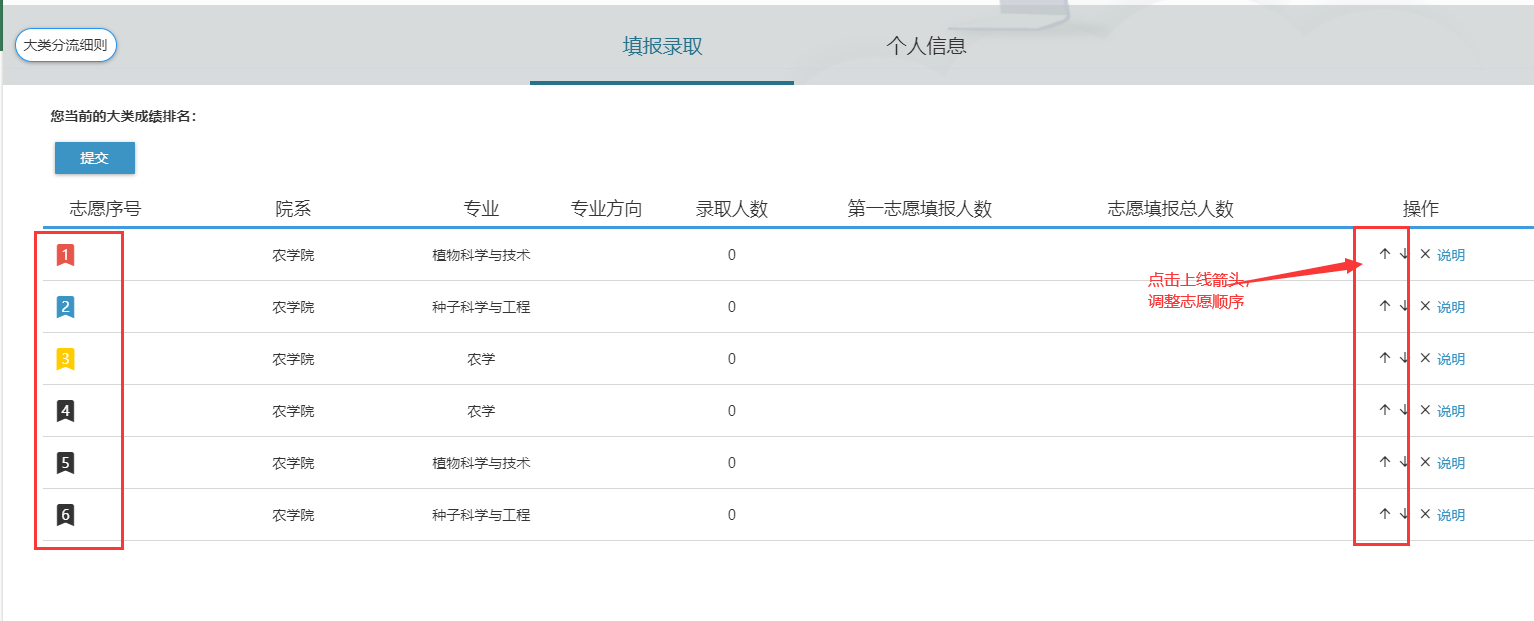 大类分流细则
填报录取 个人信息
您当前的大类成绩排名:
提交
志愿序号 院系 专业 专业方向 录取人数 第一志愿填报人数 志愿填报总人数 操作
1 农学院 植物科学与技术 0 ↑ ↓ × 说明
点击上线箭头,
调整志愿顺序
2 农学院 种子科学与工程 0 ↑ ↓ × 说明
3 农学院 农学 0 ↑ ↓ × 说明
4 农学院 农学 0 ↑ ↓ × 说明
5 农学院 植物科学与技术 0 ↑ ↓ × 说明
6 农学院 种子科学与工程 0 ↑ ↓ × 说明